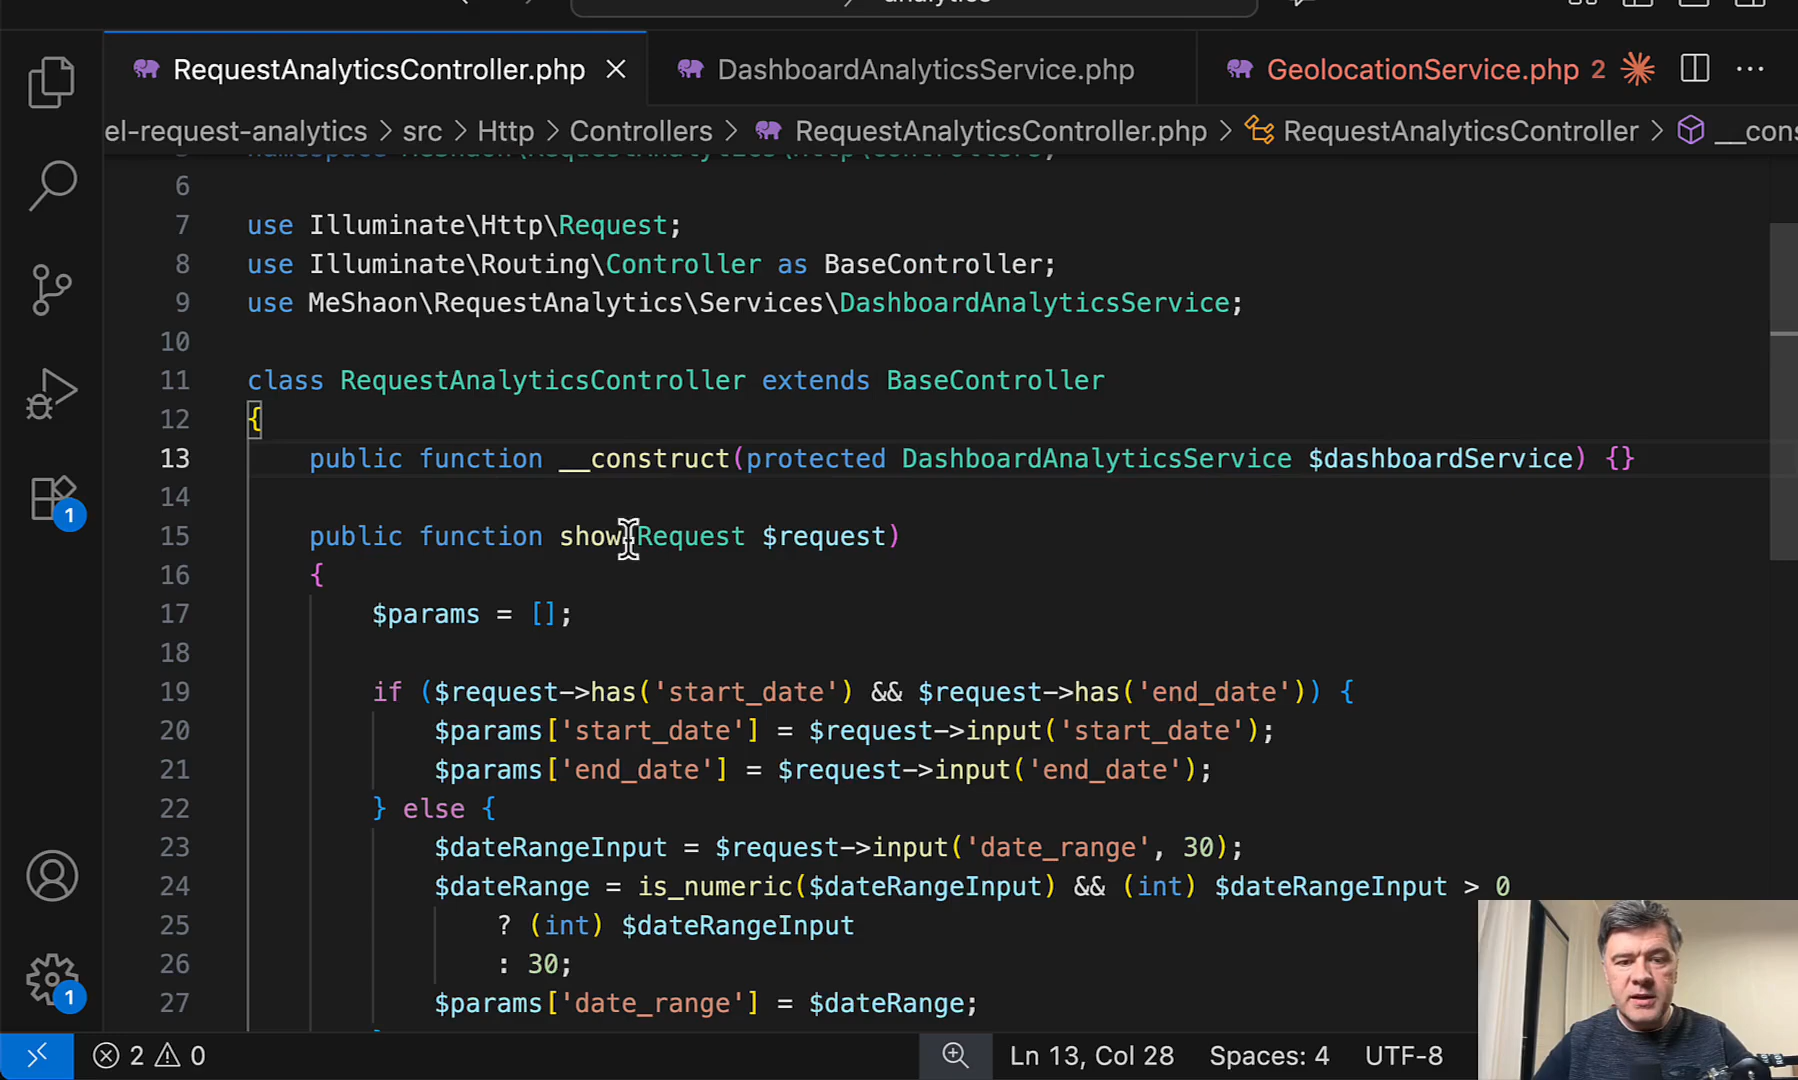 analytics
RequestAnalyticsController.php
DashboardAnalyticsService.php
GeolocationService.php 2
el-request-analytics > src > Http > Controllers > RequestAnalyticsController.php > RequestAnalyticsController > __cons
namespace MeShaon\RequestAnalytics\Http\Controllers;
6
7 use Illuminate\Http\Request;
8 use Illuminate\Routing\Controller as BaseController;
9 use MeShaon\RequestAnalytics\Services\DashboardAnalyticsService;
10
11 class RequestAnalyticsController extends BaseController
12 {
13 public function __construct(protected DashboardAnalyticsService $dashboardService) {}
14
15 public function show(Request $request)
16 {
17 $params = [];
18
19 if ($request->has('start_date') && $request->has('end_date')) {
20 $params['start_date'] = $request->input('start_date');
21 $params['end_date'] = $request->input('end_date');
22 } else {
23 $dateRangeInput = $request->input('date_range', 30);
24 $dateRange = is_numeric($dateRangeInput) && (int) $dateRangeInput > 0
25 ? (int) $dateRangeInput
26 : 30;
27 $params['date_range'] = $dateRange;
1
1
2 0
Ln 13, Col 28
Spaces: 4
UTF-8